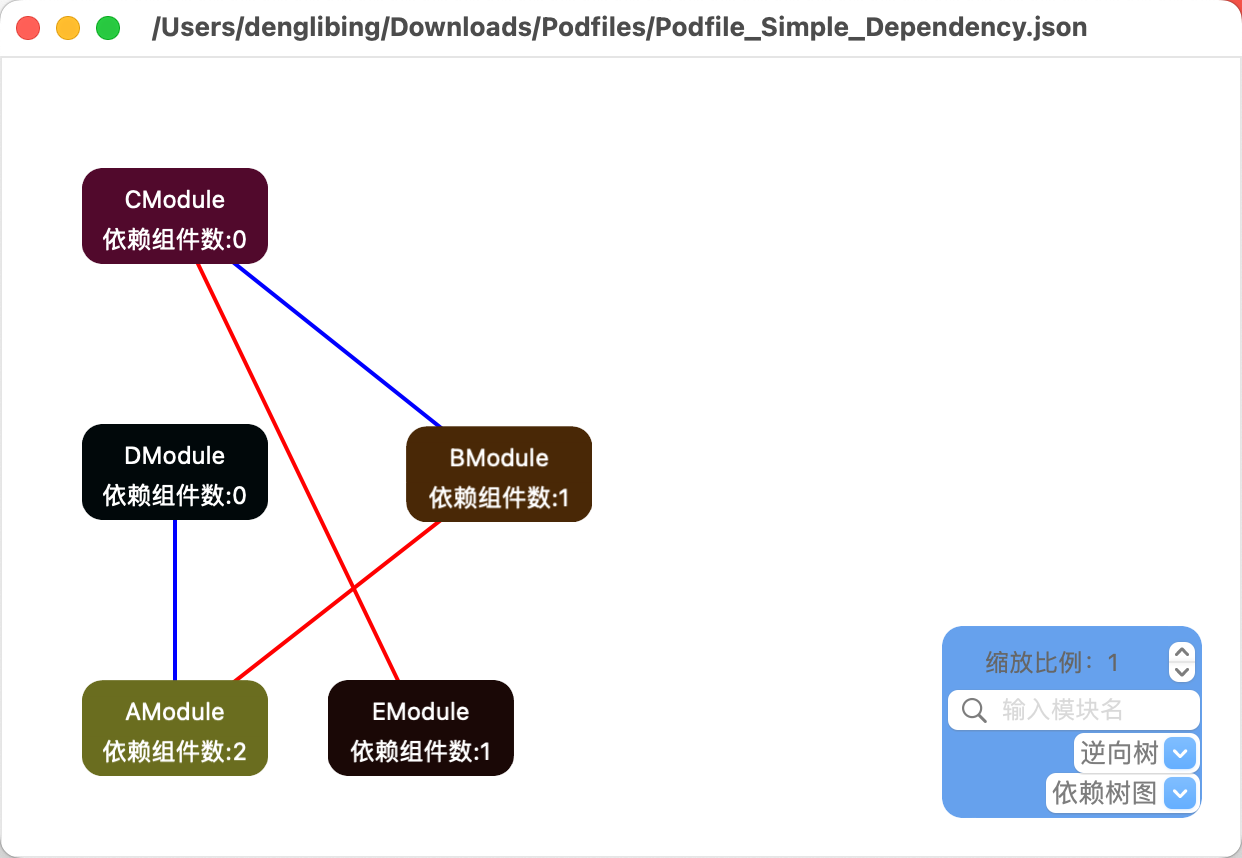 /Users/denglibing/Downloads/Podfiles/Podfile_Simple_Dependency.json
CModule
依赖组件数:0
DModule
依赖组件数:0
BModule
依赖组件数:1
AModule
依赖组件数:2
EModule
依赖组件数:1
缩放比例：1
输入模块名
逆向树
依赖树图